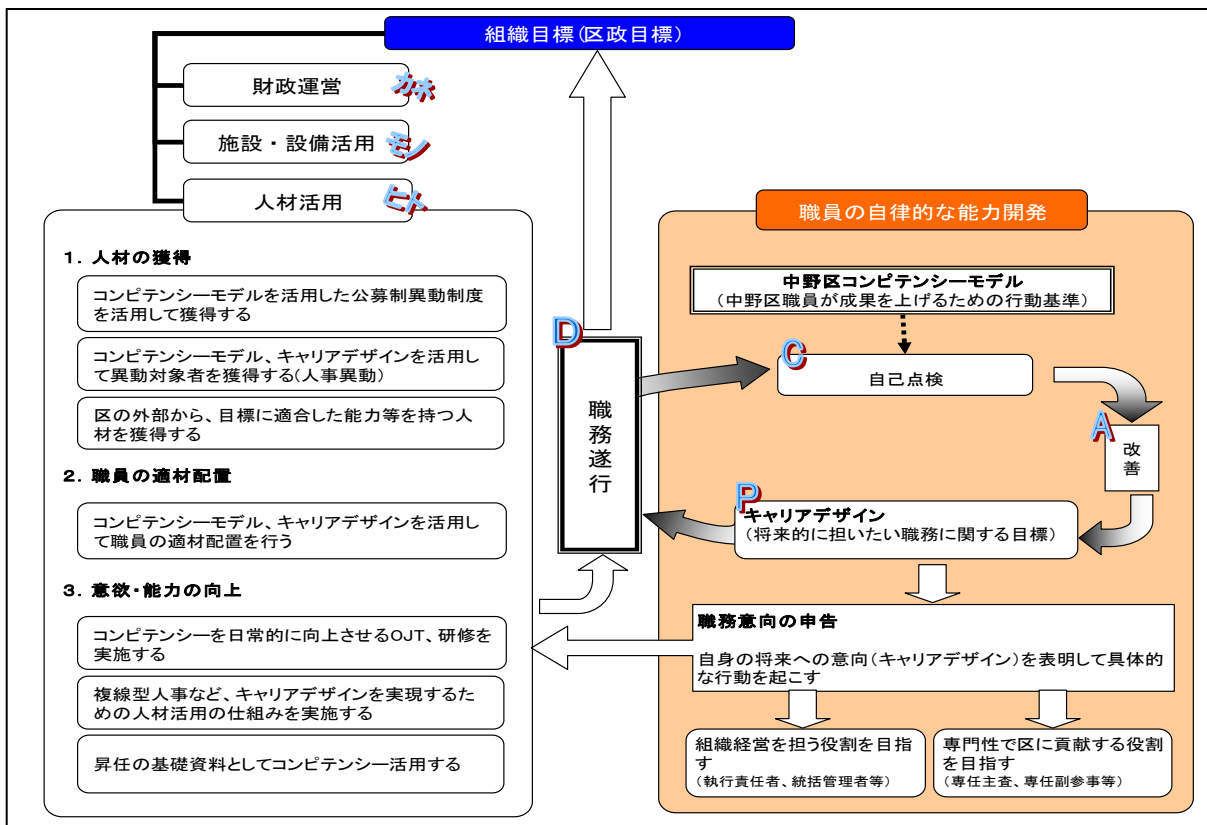 組織目標(区政目標)
財政運営
カネ
施設・設備活用
モノ
人材活用
ヒト
1．人材の獲得
コンピテンシーモデルを活用した公募制異動制度
を活用して獲得する
コンピテンシーモデル、キャリアデザインを活用し
て異動対象者を獲得する(人事異動)
区の外部から、目標に適合した能力等を持つ人
材を獲得する
2．職員の適材配置
コンピテンシーモデル、キャリアデザインを活用し
て職員の適材配置を行う
3．意欲・能力の向上
コンピテンシーを日常的に向上させるOJT、研修を
実施する
複線型人事など、キャリアデザインを実現するた
めの人材活用の仕組みを実施する
昇任の基礎資料としてコンピテンシー活用する
D
職務遂行
職員の自律的な能力開発
中野区コンピテンシーモデル
(中野区職員が成果を上げるための行動基準)
C
自己点検
A
改善
P
キャリアデザイン
(将来的に担いたい職務に関する目標)
職務意向の申告
自身の将来への意向(キャリアデザイン)を表明して具体的
な行動を起こす
組織経営を担う役割を目指
す
(執行責任者、統括管理者等)
専門性で区に貢献する役割
を目指す
(専任主査、専任副参事等)